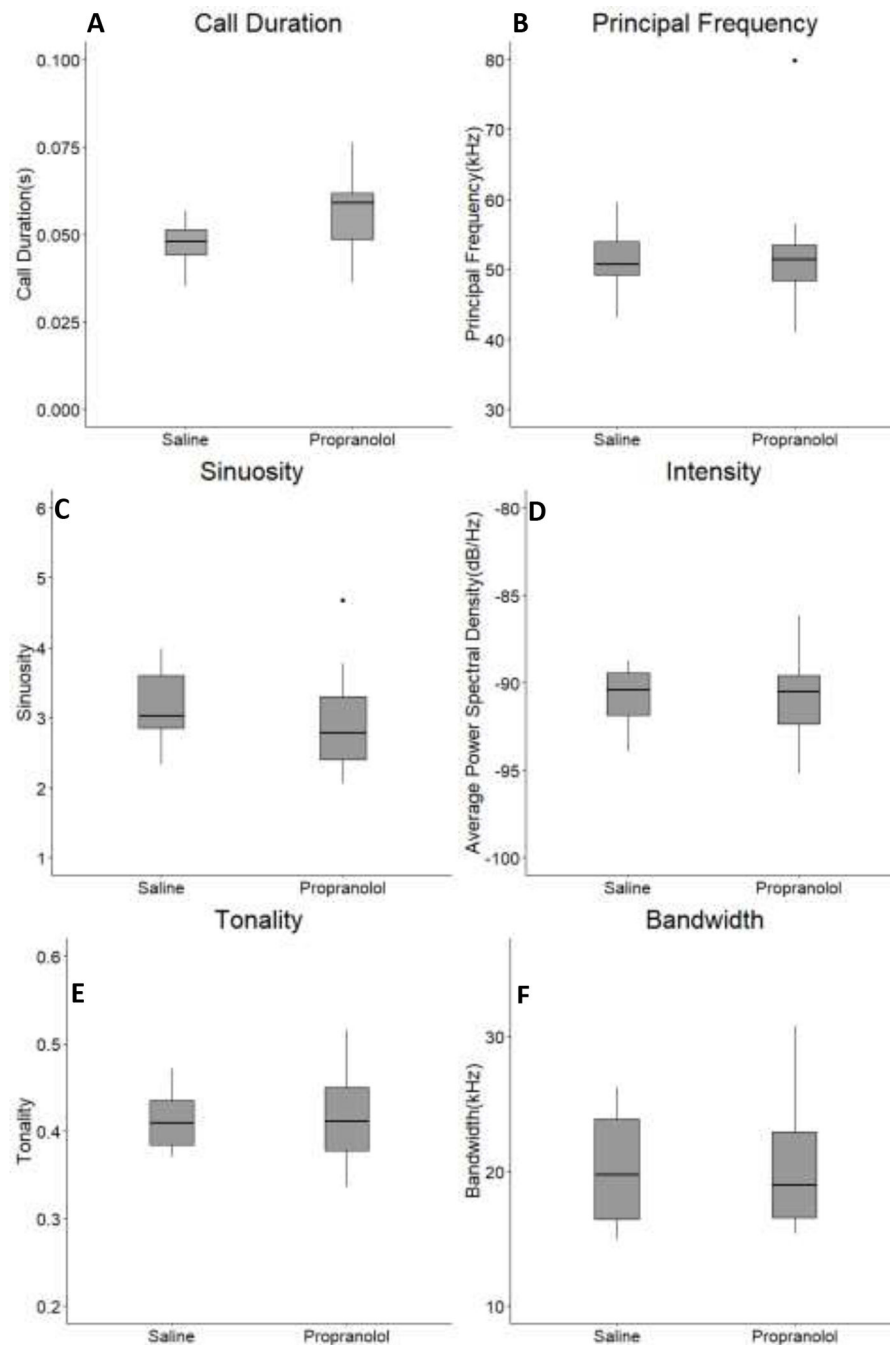 A Call Duration
Call Duration(s)
0.100
0.075
0.050
0.025
0.000
Saline Propranolol
B Principal Frequency
Principal Frequency(kHz)
80
70
60
50
40
30
Saline Propranolol
C Sinuosity
Sinuosity
6
5
4
3
2
1
Saline Propranolol
D Intensity
Average Power Spectral Density(dB/Hz)
-80
-85
-90
-95
-100
Saline Propranolol
E Tonality
Tonality
0.6
0.5
0.4
0.3
0.2
Saline Propranolol
F Bandwidth
Bandwidth(kHz)
30
20
10
Saline Propranolol